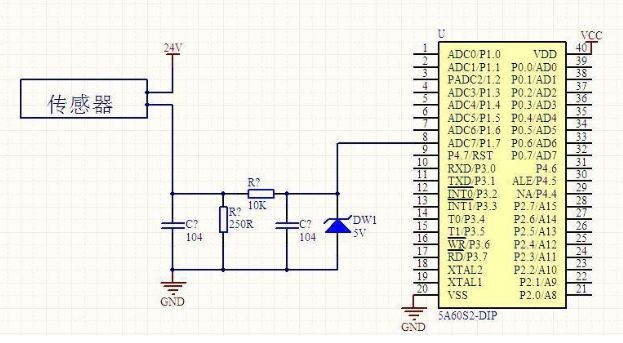 24V
传感器
R?
10K
C?
104
R?
250R
C?
104
DW1
5V
GND
U
VCC
1 ADC0/P1.0 VDD 40
2 ADC1/P1.1 P0.0/AD0 39
3 PADC2/1.2 P0.1/AD1 38
4 ADC3/P1.3 P0.2/AD2 37
5 ADC4/P1.4 P0.3/AD3 36
6 ADC5/P1.5 P0.4/AD4 35
7 ADC6/P1.6 P0.5/AD5 34
8 ADC7/P1.7 P0.6/AD6 33
9 P4.7/RST P0.7/AD7 32
10 RXD/P3.0 P4.6 31
11 TXD/P3.1 ALE/P4.5 30
12 INT0/P3.2 NA/P4.4 29
13 INT1/P3.3 P2.7/A15 28
14 T0/P3.4 P2.6/A14 27
15 T1/P3.5 P2.5/A13 26
16 WR/P3.6 P2.4/A12 25
17 RD/P3.7 P2.3/A11 24
18 XTAL2 P2.2/A10 23
19 XTAL1 P2.1/A9 22
20 VSS P2.0/A8 21
GND
5A60S2-DIP